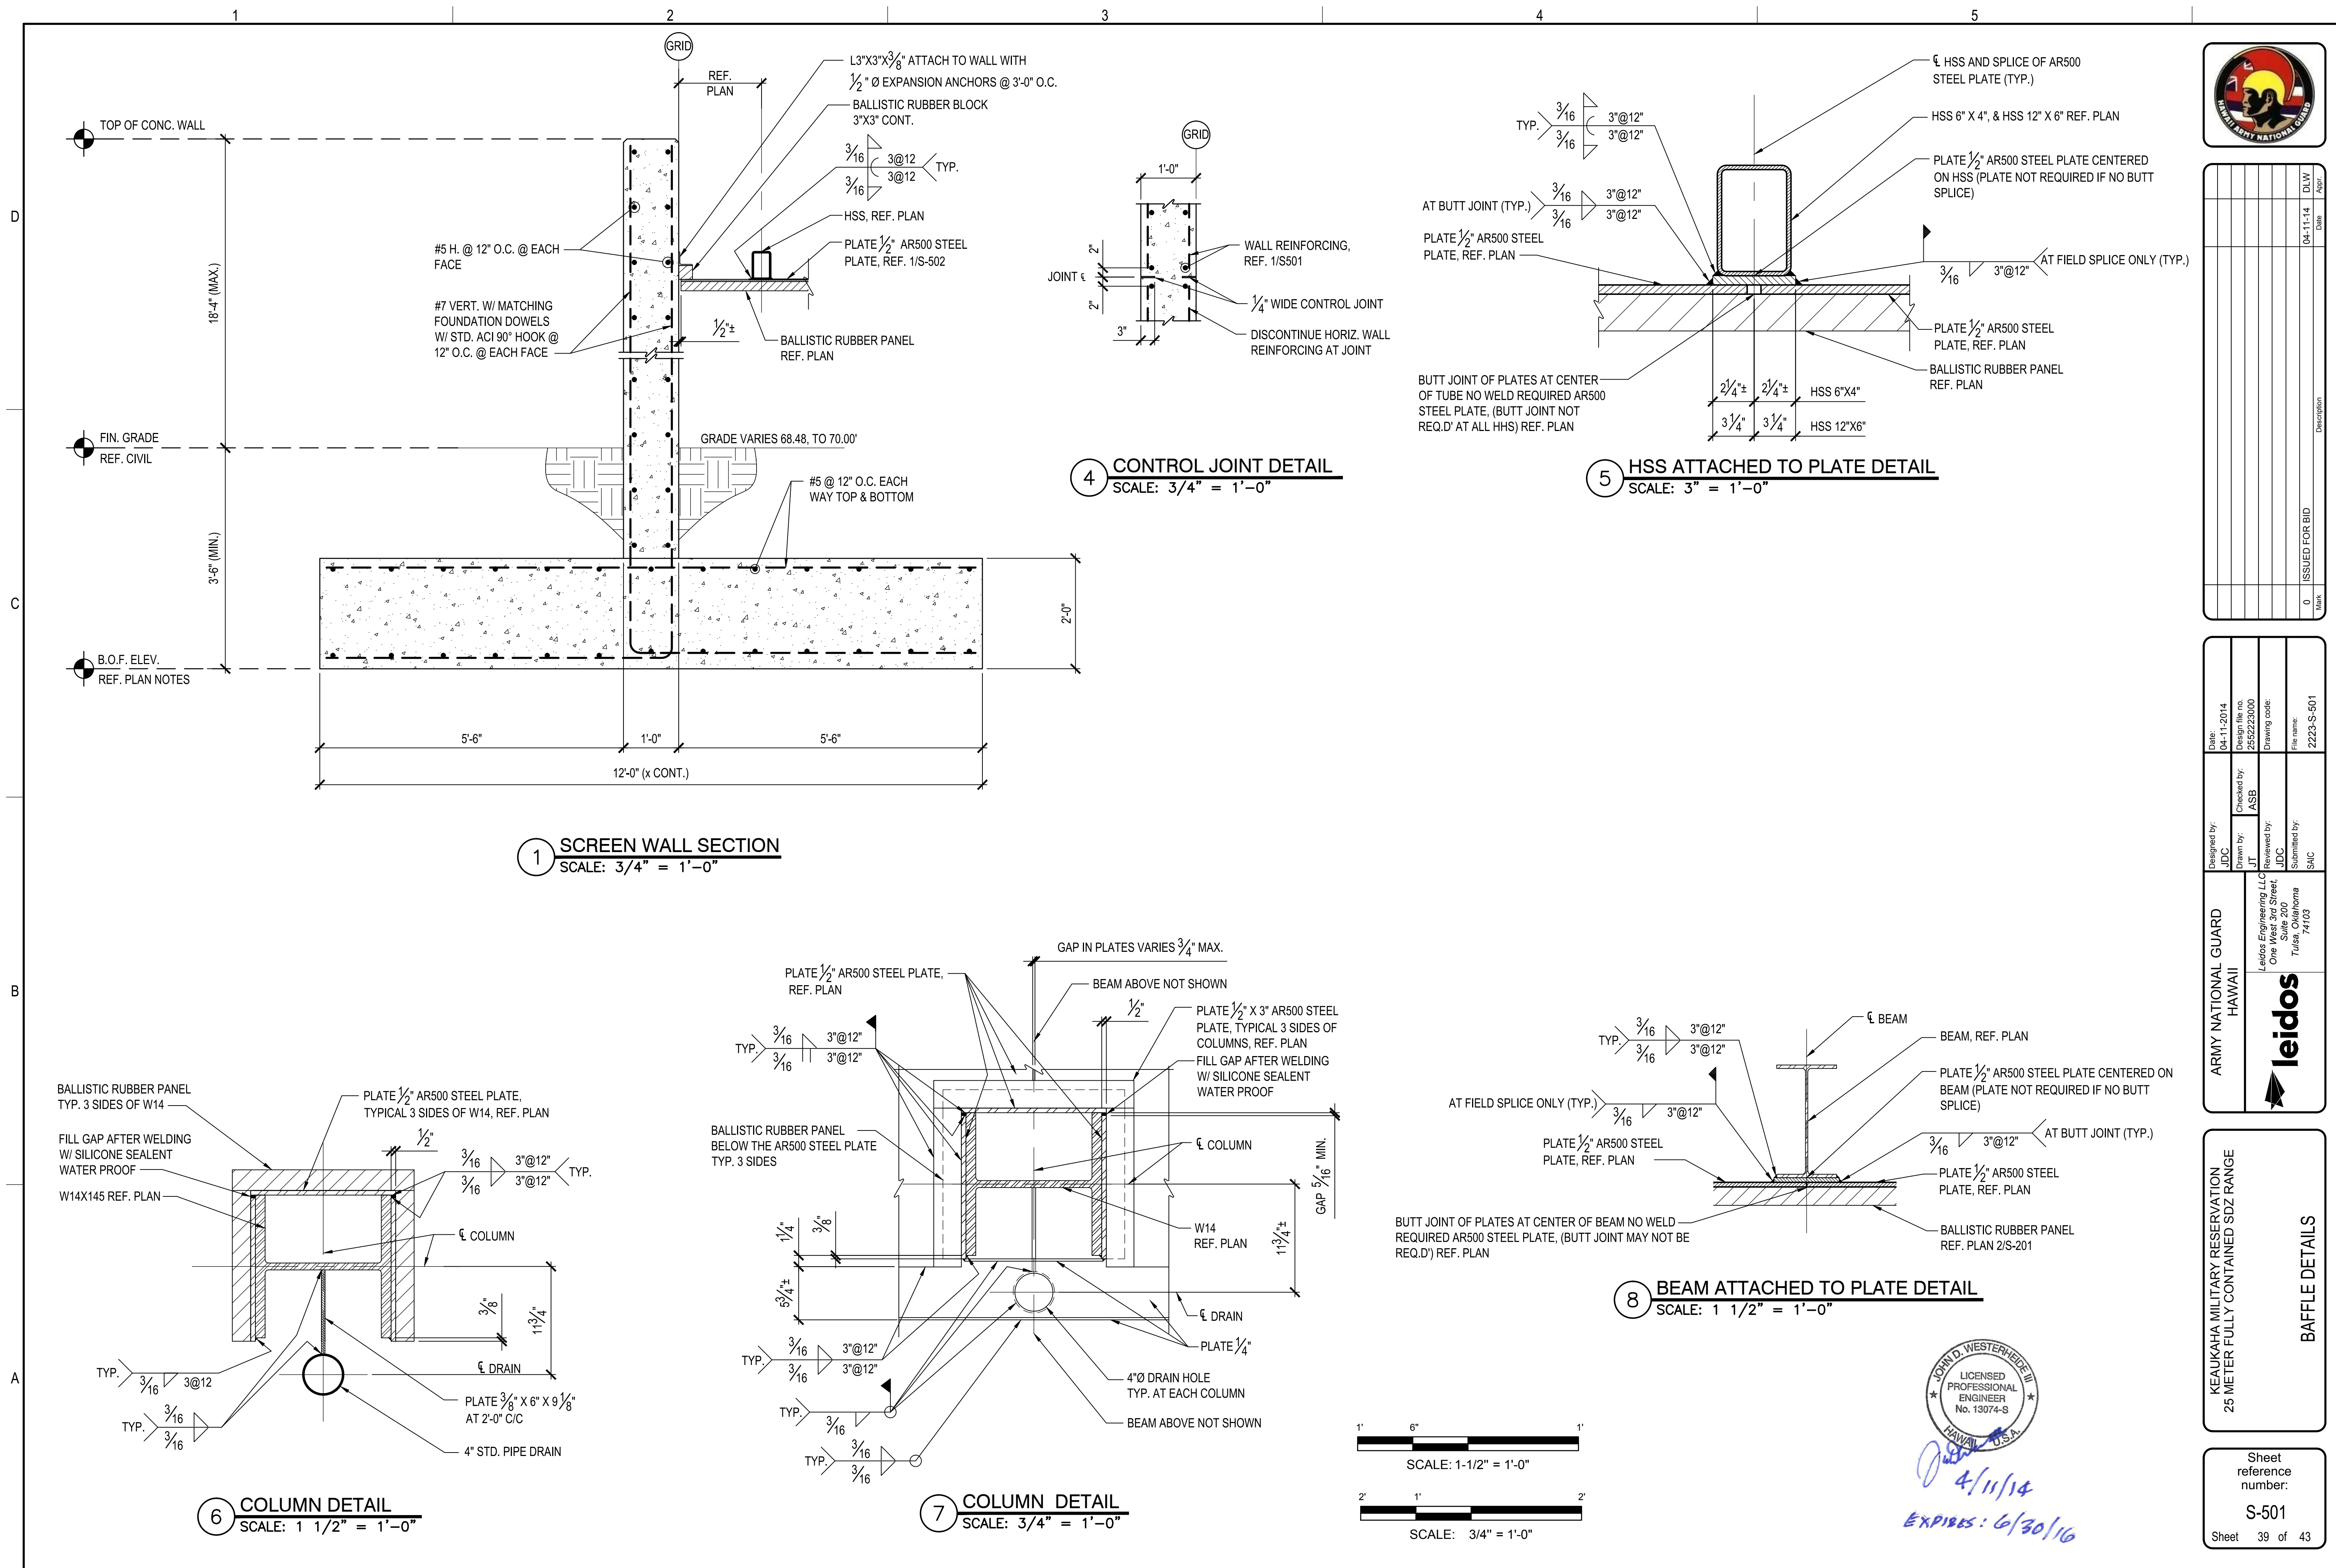 1
2
3
4
5
D
C
B
A
GRID
REF.
PLAN
L3"X3"X3/8" ATTACH TO WALL WITH
1/2" Ø EXPANSION ANCHORS @ 3'-0" O.C.
BALLISTIC RUBBER BLOCK
3"X3" CONT.
3/16
3/16
3@12
3@12
TYP.
HSS, REF. PLAN
PLATE 1/2" AR500 STEEL
PLATE, REF. 1/S-502
TOP OF CONC. WALL
18'-4" (MAX.)
#5 H. @ 12" O.C. @ EACH
FACE
#7 VERT. W/ MATCHING
FOUNDATION DOWELS
W/ STD. ACI 90° HOOK @
12" O.C. @ EACH FACE
1/2"±
BALLISTIC RUBBER PANEL
REF. PLAN
FIN. GRADE
REF. CIVIL
GRADE VARIES 68.48, TO 70.00'
#5 @ 12" O.C. EACH
WAY TOP & BOTTOM
3'-6" (MIN.)
2'-0"
B.O.F. ELEV.
REF. PLAN NOTES
5'-6"
1'-0"
5'-6"
12'-0" (x CONT.)
1
SCREEN WALL SECTION
SCALE: 3/4" = 1'-0"
GRID
1'-0"
2"
JOINT ℄
2"
3"
WALL REINFORCING,
REF. 1/S501
1/4" WIDE CONTROL JOINT
DISCONTINUE HORIZ. WALL
REINFORCING AT JOINT
4
CONTROL JOINT DETAIL
SCALE: 3/4" = 1'-0"
℄ HSS AND SPLICE OF AR500
STEEL PLATE (TYP.)
HSS 6" X 4", & HSS 12" X 6" REF. PLAN
PLATE 1/2" AR500 STEEL PLATE CENTERED
ON HSS (PLATE NOT REQUIRED IF NO BUTT
SPLICE)
TYP.
3/16
3/16
3"@12"
3"@12"
AT BUTT JOINT (TYP.)
3/16
3/16
3"@12"
3"@12"
PLATE 1/2" AR500 STEEL
PLATE, REF. PLAN
3/16
3"@12"
AT FIELD SPLICE ONLY (TYP.)
PLATE 1/2" AR500 STEEL
PLATE, REF. PLAN
BALLISTIC RUBBER PANEL
REF. PLAN
BUTT JOINT OF PLATES AT CENTER
OF TUBE NO WELD REQUIRED AR500
STEEL PLATE, (BUTT JOINT NOT
REQ.D' AT ALL HHS) REF. PLAN
2 1/4"±
2 1/4"±
HSS 6"X4"
3 1/4"
3 1/4"
HSS 12"X6"
5
HSS ATTACHED TO PLATE DETAIL
SCALE: 3" = 1'-0"
BALLISTIC RUBBER PANEL
TYP. 3 SIDES OF W14
FILL GAP AFTER WELDING
W/ SILICONE SEALENT
WATER PROOF
W14X145 REF. PLAN
PLATE 1/2" AR500 STEEL PLATE,
TYPICAL 3 SIDES OF W14, REF. PLAN
1/2"
3/16
3/16
3"@12"
3"@12"
TYP.
℄ COLUMN
3/8"
11 3/4"
℄ DRAIN
TYP.
3/16
3@12
TYP.
3/16
3/16
PLATE 3/8" X 6" X 9 1/8"
AT 2'-0" C/C
4" STD. PIPE DRAIN
6
COLUMN DETAIL
SCALE: 1 1/2" = 1'-0"
GAP IN PLATES VARIES 3/4" MAX.
PLATE 1/2" AR500 STEEL PLATE,
REF. PLAN
BEAM ABOVE NOT SHOWN
1/2"
PLATE 1/2" X 3" AR500 STEEL
PLATE, TYPICAL 3 SIDES OF
COLUMNS, REF. PLAN
FILL GAP AFTER WELDING
W/ SILICONE SEALENT
WATER PROOF
TYP.
3/16
3/16
3"@12"
3"@12"
BALLISTIC RUBBER PANEL
BELOW THE AR500 STEEL PLATE
TYP. 3 SIDES
℄ COLUMN
GAP 5/16" MIN.
W14
REF. PLAN
11 3/4"±
1 1/4"
3/8"
5 3/4"±
℄ DRAIN
PLATE 1/4"
TYP.
3/16
3/16
3"@12"
3"@12"
TYP.
3/16
TYP.
3/16
3/16
4"Ø DRAIN HOLE
TYP. AT EACH COLUMN
BEAM ABOVE NOT SHOWN
7
COLUMN DETAIL
SCALE: 3/4" = 1'-0"
℄ BEAM
BEAM, REF. PLAN
TYP.
3/16
3/16
3"@12"
3"@12"
PLATE 1/2" AR500 STEEL PLATE CENTERED ON
BEAM (PLATE NOT REQUIRED IF NO BUTT
SPLICE)
AT FIELD SPLICE ONLY (TYP.)
3/16
3"@12"
3/16
3"@12"
AT BUTT JOINT (TYP.)
PLATE 1/2" AR500 STEEL
PLATE, REF. PLAN
PLATE 1/2" AR500 STEEL
PLATE, REF. PLAN
BUTT JOINT OF PLATES AT CENTER OF BEAM NO WELD
REQUIRED AR500 STEEL PLATE, (BUTT JOINT MAY NOT BE
REQ.D') REF. PLAN
BALLISTIC RUBBER PANEL
REF. PLAN 2/S-201
8
BEAM ATTACHED TO PLATE DETAIL
SCALE: 1 1/2" = 1'-0"
1'
6"
1'
SCALE: 1-1/2" = 1'-0"
2'
1'
2'
SCALE: 3/4" = 1'-0"
JOHN D. WESTERHEIDE III
LICENSED
PROFESSIONAL
ENGINEER
No. 13074-S
HAWAII U.S.A.
4/11/14
EXPIRES: 6/30/16
HAWAII ARMY NATIONAL GUARD
Mark
Description
Date
Appr.
0
ISSUED FOR BID
04-11-14
DLW
Date:
04-11-2014
Design file no.
2552223000
Drawing code:
File name:
2223-S-501
Designed by:
JDC
Drawn by:
JT
Checked by:
ASB
Reviewed by:
JDC
Submitted by:
SAIC
ARMY NATIONAL GUARD
HAWAII
leidos
Leidos Engineering LLC
One West 3rd Street,
Suite 200
Tulsa, Oklahoma
74103
KEAUKAHA MILITARY RESERVATION
25 METER FULLY CONTAINED SDZ RANGE
BAFFLE DETAILS
Sheet
reference
number:
S-501
Sheet 39 of 43